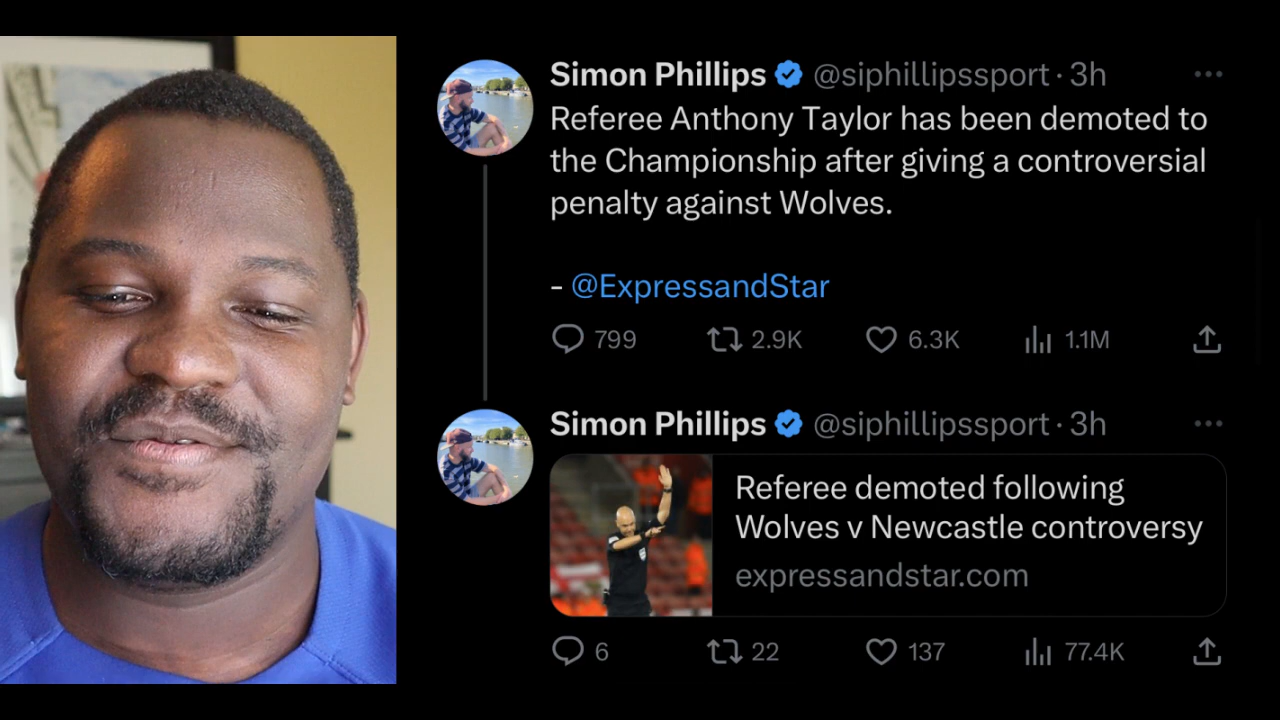 Simon Phillips @siphillipssport · 3h
Referee Anthony Taylor has been demoted to
the Championship after giving a controversial
penalty against Wolves.
- @ExpressandStar
799 2.9K 6.3K 1.1M
Simon Phillips @siphillipssport · 3h
Referee demoted following
Wolves v Newcastle controversy
expressandstar.com
6 22 137 77.4K